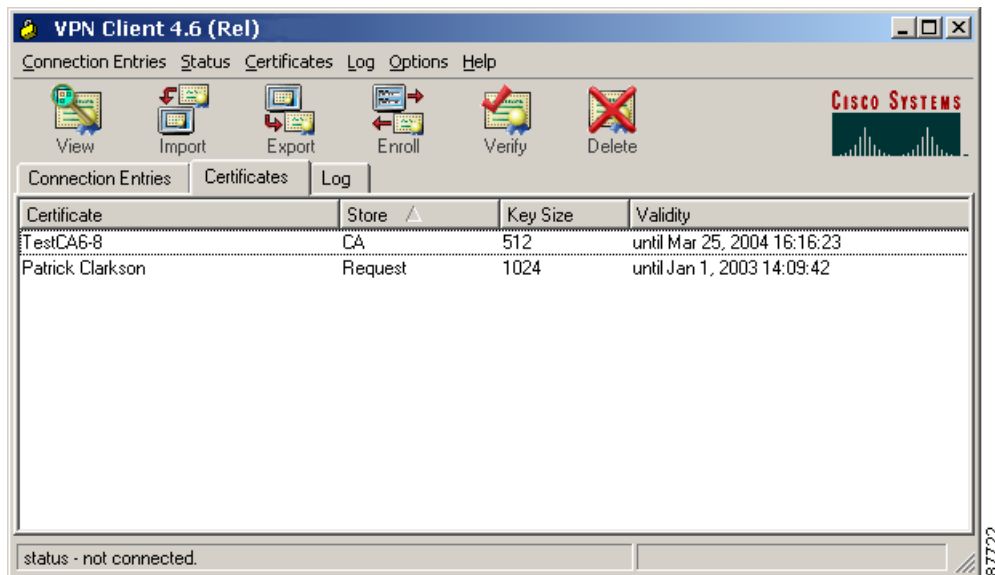 VPN Client 4.6 (Rel)
Connection Entries Status Certificates Log Options Help
View Import Export Enroll Verify Delete
CISCO SYSTEMS
Connection Entries Certificates Log
Certificate Store Key Size Validity
TestCA6-8 CA 512 until Mar 25, 2004 16:16:23
Patrick Clarkson Request 1024 until Jan 1, 2003 14:09:42
status - not connected.
87722